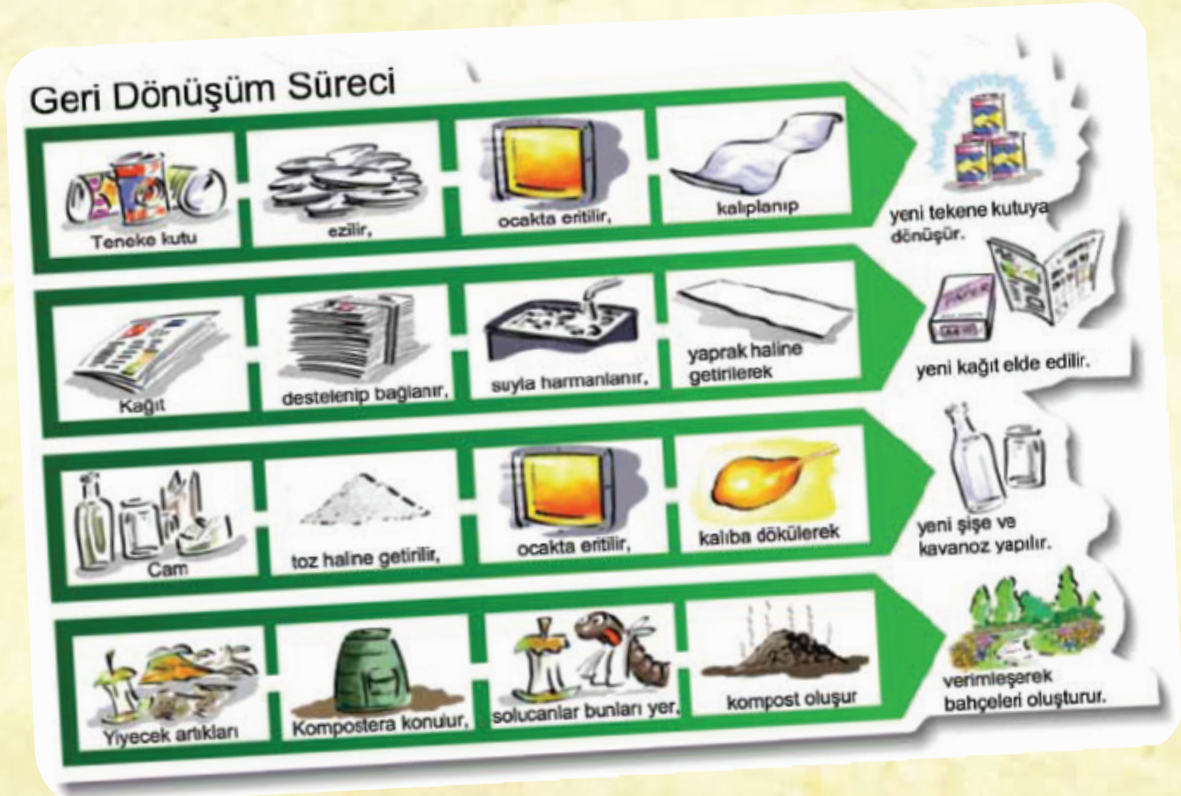 Geri Dönüşüm Süreci
Teneke kutu
ezilir,
ocakta eritilir,
kalıplanıp
yeni tekene kutuya
dönüşür.
Kağıt
destelenip bağlanır,
suyla harmanlanır,
yaprak haline
getirilerek
PAPER
yeni kağıt elde edilir.
Cam
toz haline getirilir,
ocakta eritilir,
kalıba dökülerek
yeni şişe ve
kavanoz yapılır.
Yiyecek artıkları
Kompostera konulur,
solucanlar bunları yer,
kompost oluşur
verimleşerek
bahçeleri oluşturur.